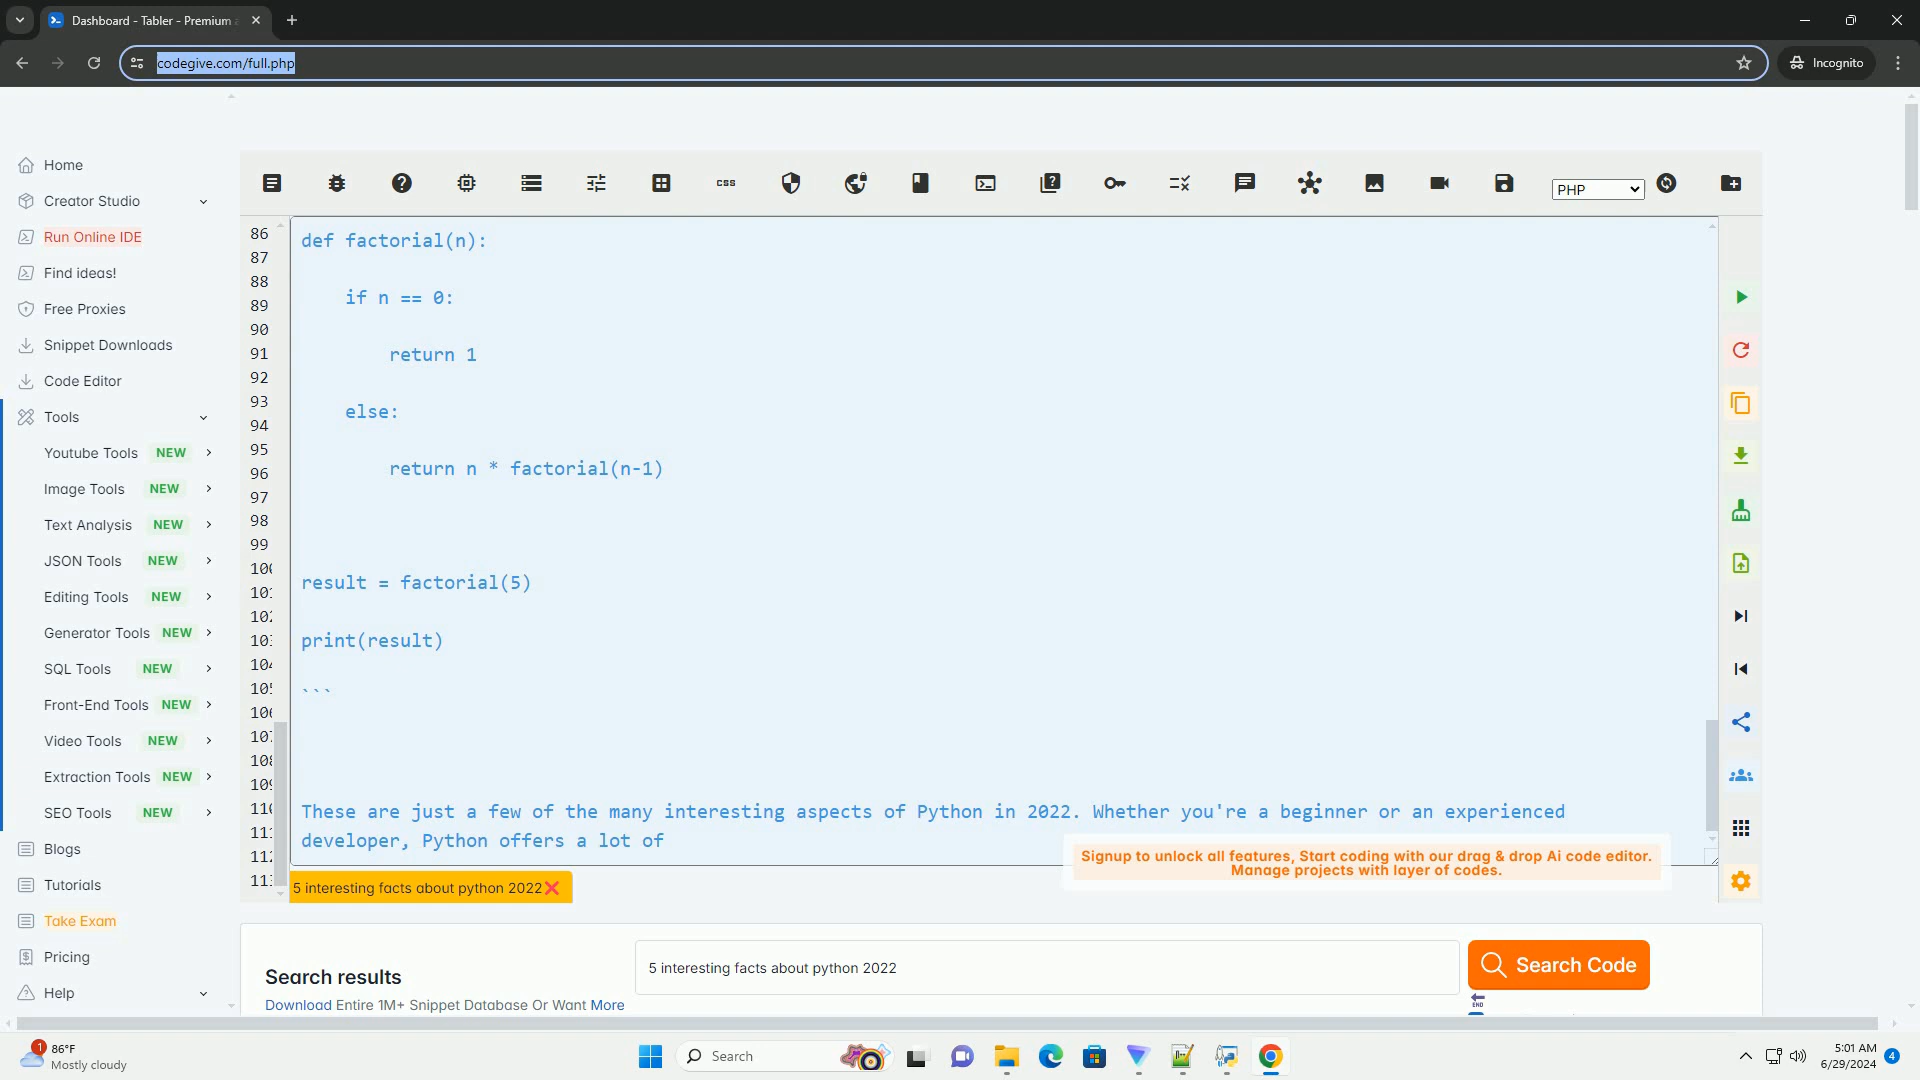 Dashboard - Tabler - Premium
codegive.com/full.php
Incognito
Home
Creator Studio
Run Online IDE
Find ideas!
Free Proxies
Snippet Downloads
Code Editor
Tools
Youtube Tools NEW
Image Tools NEW
Text Analysis NEW
JSON Tools NEW
Editing Tools NEW
Generator Tools NEW
SQL Tools NEW
Front-End Tools NEW
Video Tools NEW
Extraction Tools NEW
SEO Tools NEW
Blogs
Tutorials
Take Exam
Pricing
Help
css
PHP
86
87
88
89
90
91
92
93
94
95
96
97
98
99
def factorial(n):
if n == 0:
return 1
else:
return n * factorial(n-1)
result = factorial(5)
print(result)
```
These are just a few of the many interesting aspects of Python in 2022. Whether you're a beginner or an experienced
developer, Python offers a lot of
Signup to unlock all features, Start coding with our drag & drop Ai code editor.
Manage projects with layer of codes.
5 interesting facts about python 2022
Search results
Download Entire 1M+ Snippet Database Or Want More
5 interesting facts about python 2022
Search Code
END
1
86°F
Mostly cloudy
Search
5:01 AM
6/29/2024
4